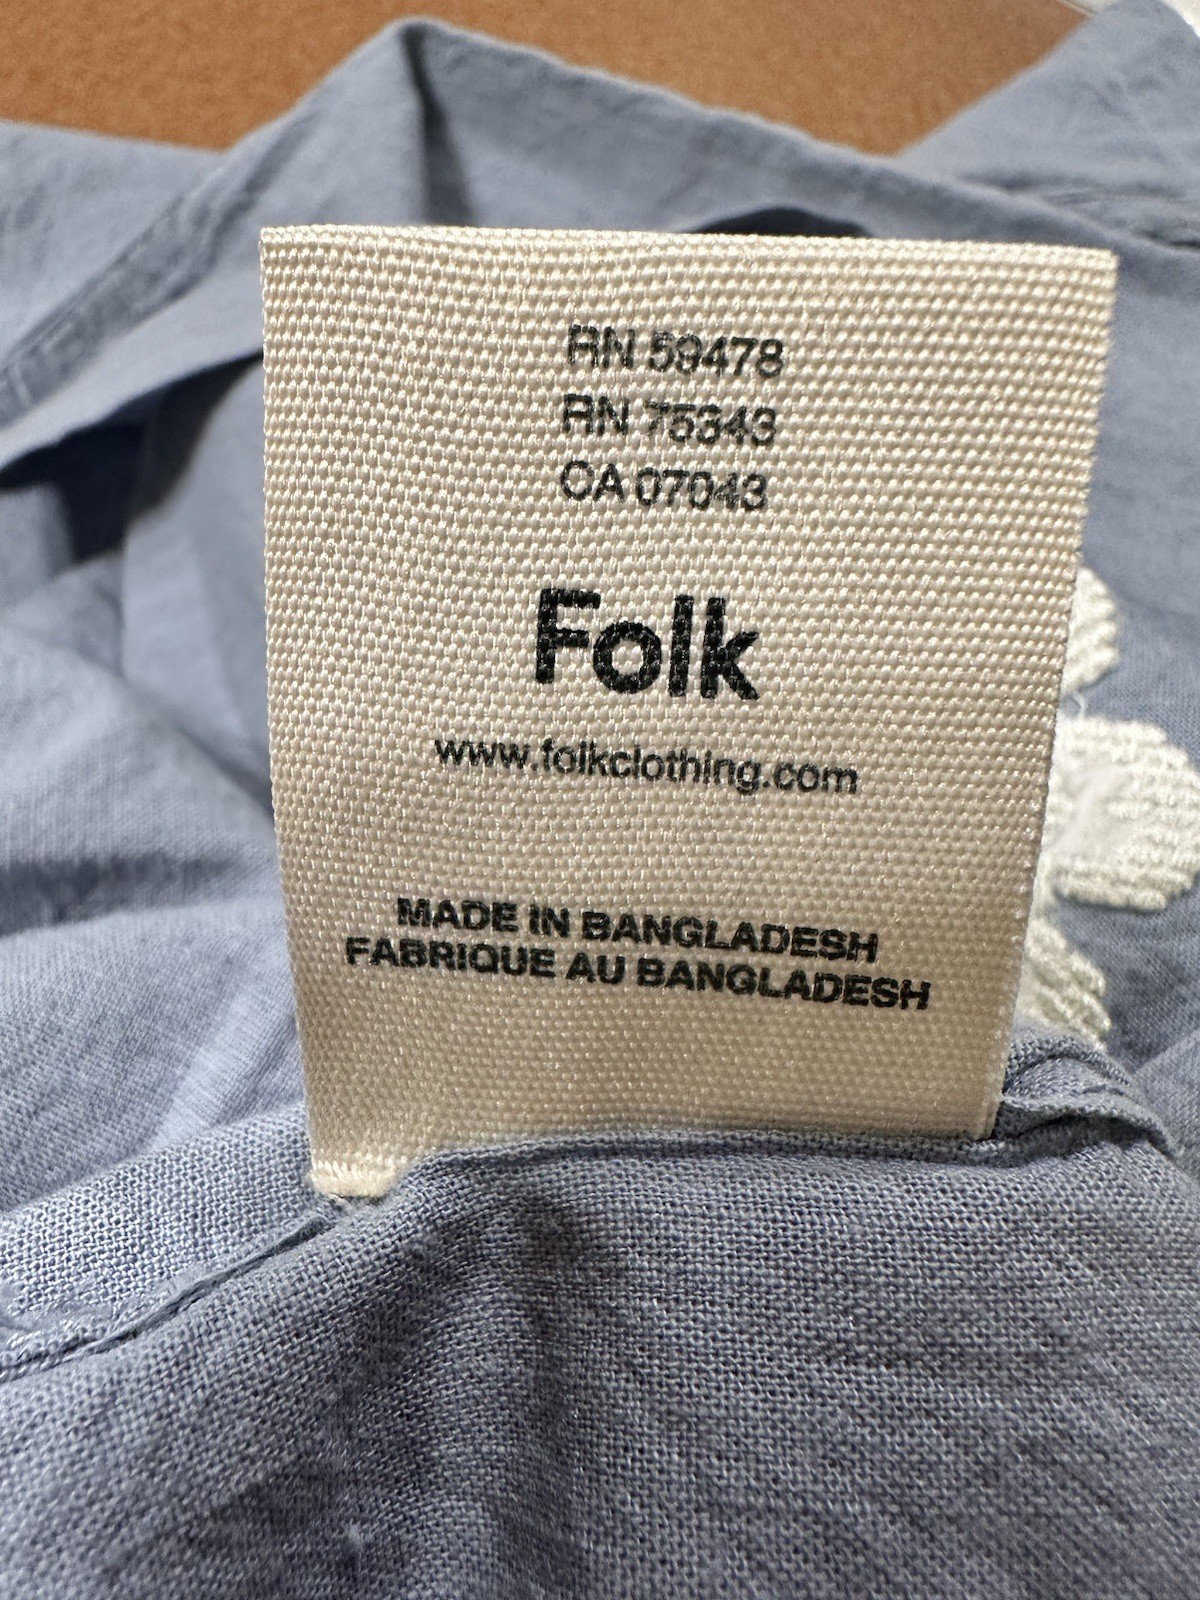 RN 59478
RN 75343
CA 07043
Folk
www.folkclothing.com
MADE IN BANGLADESH
FABRIQUE AU BANGLADESH